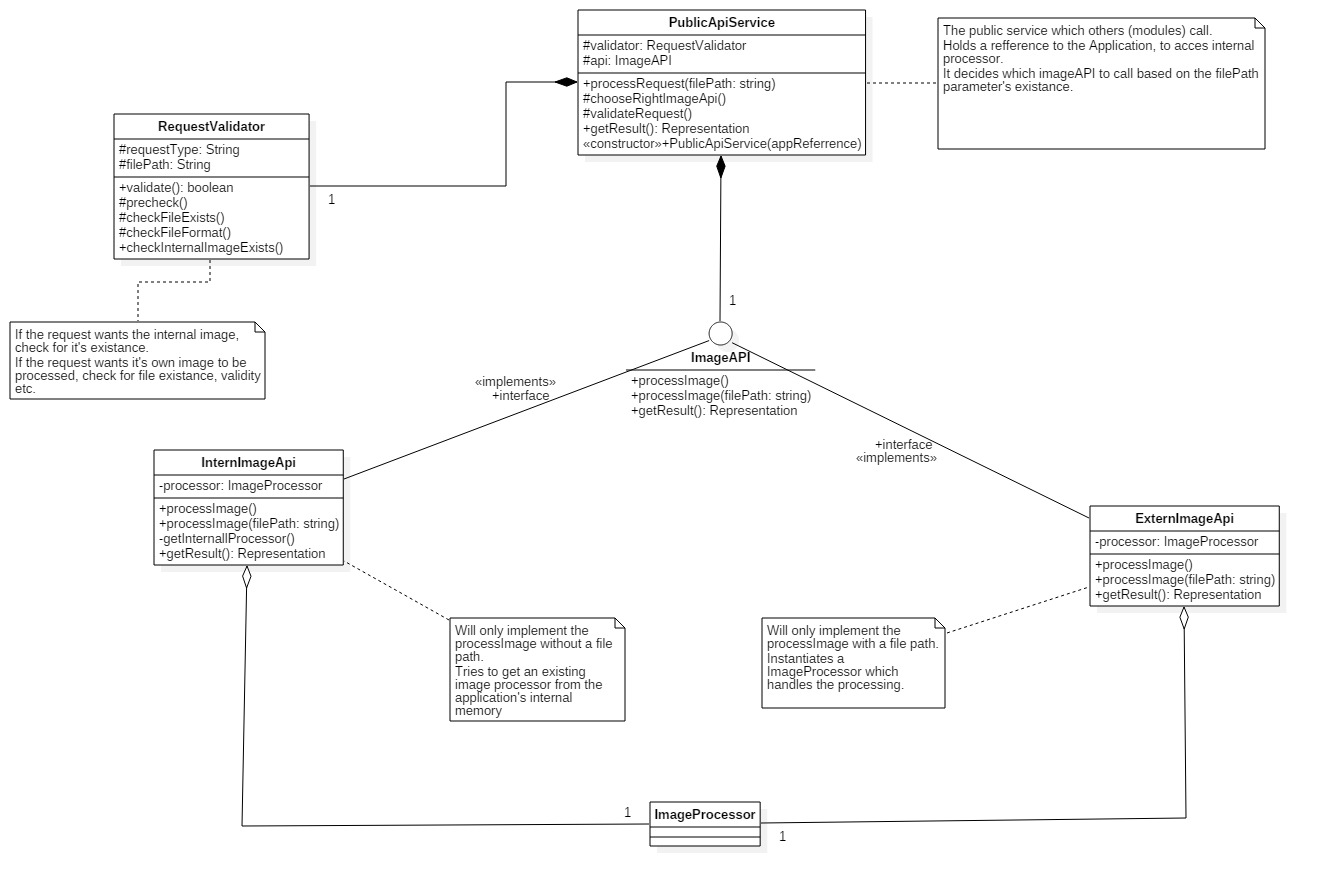 PublicApiService
#validator: RequestValidator
#api: ImageAPI
+processRequest(filePath: string)
#chooseRightImageApi()
#validateRequest()
+getResult(): Representation
«constructor»+PublicApiService(appReferrence)
The public service which others (modules) call.
Holds a refference to the Application, to acces internal
processor.
It decides which imageAPI to call based on the filePath
parameter's existance.
RequestValidator
#requestType: String
#filePath: String
+validate(): boolean
#precheck()
#checkFileExists()
#checkFileFormat()
+checkInternalImageExists()
1
If the request wants the internal image,
check for it's existance.
If the request wants it's own image to be
processed, check for file existance, validity
etc.
1
ImageAPI
+processImage()
+processImage(filePath: string)
+getResult(): Representation
«implements»
+interface
+interface
«implements»
InternImageApi
-processor: ImageProcessor
+processImage()
+processImage(filePath: string)
-getInternallProcessor()
+getResult(): Representation
ExternImageApi
-processor: ImageProcessor
+processImage()
+processImage(filePath: string)
+getResult(): Representation
Will only implement the
processImage without a file
path.
Tries to get an existing
image processor from the
application's internal
memory
Will only implement the
processImage with a file path.
Instantiates a
ImageProcessor which
handles the processing.
1
ImageProcessor
1